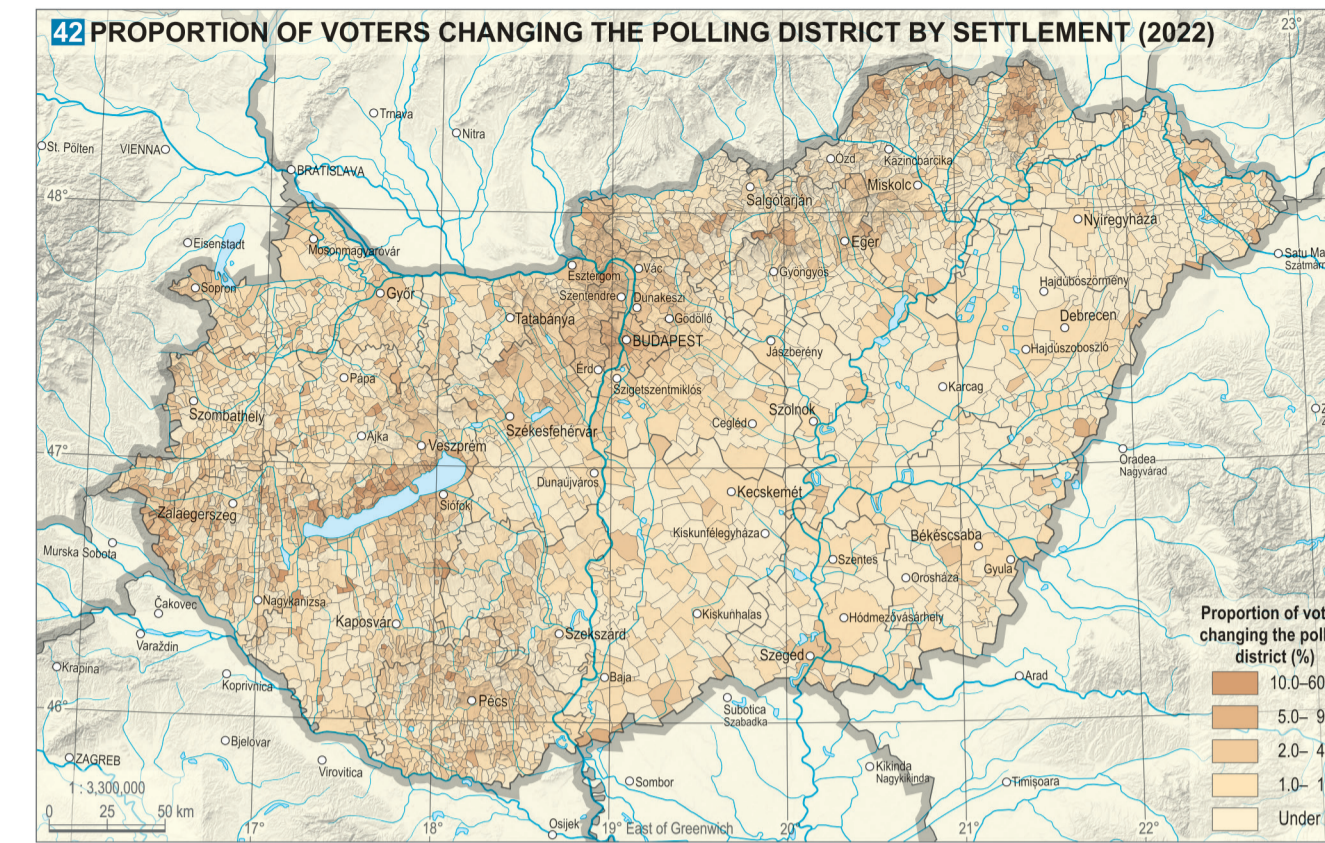 42 PROPORTION OF VOTERS CHANGING THE POLLING DISTRICT BY SETTLEMENT (2022)
23°
Trnava
Nitra
St. Pölten
VIENNA
BRATISLAVA
Ózd
Kazincbarcika
Miskolc
48°
Salgótarján
Nyíregyháza
Eisenstadt
Mosonmagyaróvár
Eger
Satu Ma
Szatmár
Sopron
Győr
Esztergom
Vác
Gyöngyös
Hajdúböszörmény
Szentendre
Dunakeszi
Tatabánya
Gödöllő
Debrecen
BUDAPEST
Jászberény
Hajdúszoboszló
Pápa
Érd
Szigetszentmiklós
Karcag
Szombathely
Székesfehérvár
Cegléd
Szolnok
Ajka
Veszprém
47°
Oradea
Nagyvárad
Dunaújváros
Kecskemét
Zalaegerszeg
Siófok
Kiskunfélegyháza
Békéscsaba
Murska Sobota
Szentes
Gyula
Orosháza
Čakovec
Nagykanizsa
Kaposvár
Kiskunhalas
Hódmezővásárhely
Varaždin
Szekszárd
Szeged
Krapina
Koprivnica
Baja
Arad
46°
Pécs
Subotica
Szabadka
Bjelovar
ZAGREB
Virovitica
Kikinda
Nagykikinda
Sombor
Timişoara
Osijek
Proportion of vot
changing the poll
district (%)
10.0–60
5.0– 9
2.0– 4
1.0– 1
Under
1 : 3,300,000
0 25 50 km
17° 18° 19° East of Greenwich 20° 21° 22°